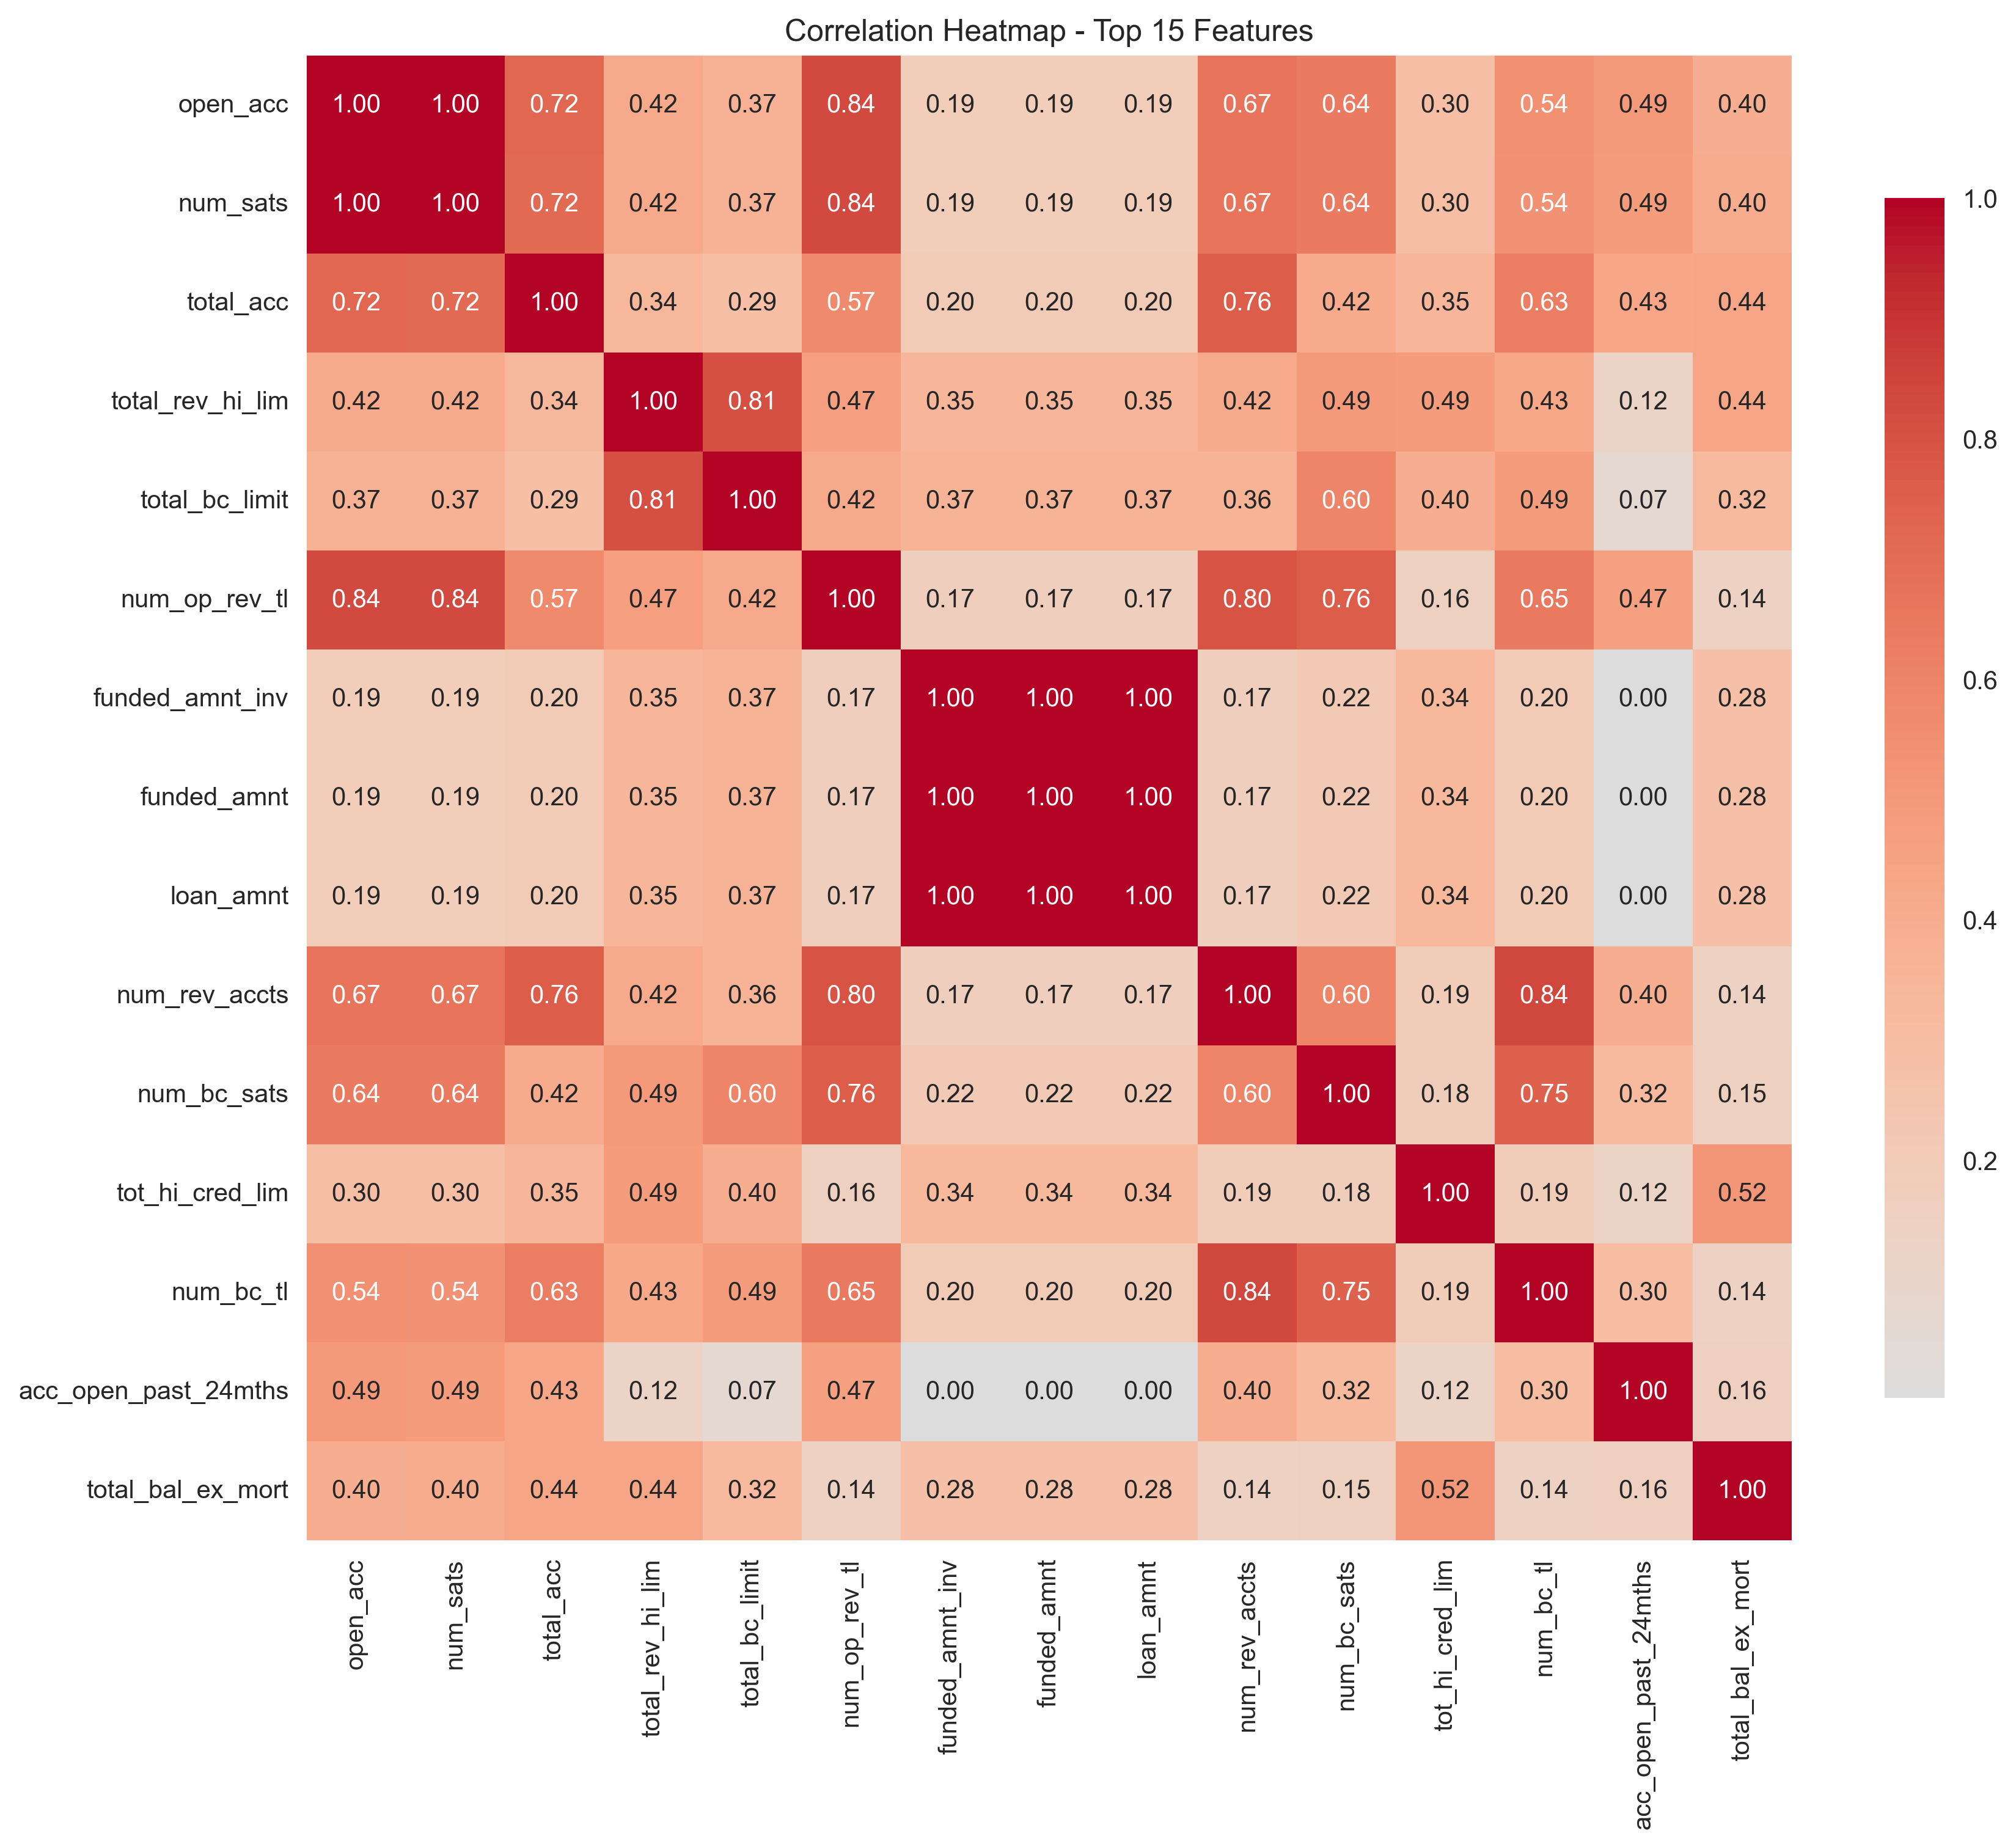 Correlation Heatmap - Top 15 Features
open_acc 1.00 1.00 0.72 0.42 0.37 0.84 0.19 0.19 0.19 0.67 0.64 0.30 0.54 0.49 0.40
num_sats 1.00 1.00 0.72 0.42 0.37 0.84 0.19 0.19 0.19 0.67 0.64 0.30 0.54 0.49 0.40
total_acc 0.72 0.72 1.00 0.34 0.29 0.57 0.20 0.20 0.20 0.76 0.42 0.35 0.63 0.43 0.44
total_rev_hi_lim 0.42 0.42 0.34 1.00 0.81 0.47 0.35 0.35 0.35 0.42 0.49 0.49 0.43 0.12 0.44
total_bc_limit 0.37 0.37 0.29 0.81 1.00 0.42 0.37 0.37 0.37 0.36 0.60 0.40 0.49 0.07 0.32
num_op_rev_tl 0.84 0.84 0.57 0.47 0.42 1.00 0.17 0.17 0.17 0.80 0.76 0.16 0.65 0.47 0.14
funded_amnt_inv 0.19 0.19 0.20 0.35 0.37 0.17 1.00 1.00 1.00 0.17 0.22 0.34 0.20 0.00 0.28
funded_amnt 0.19 0.19 0.20 0.35 0.37 0.17 1.00 1.00 1.00 0.17 0.22 0.34 0.20 0.00 0.28
loan_amnt 0.19 0.19 0.20 0.35 0.37 0.17 1.00 1.00 1.00 0.17 0.22 0.34 0.20 0.00 0.28
num_rev_accts 0.67 0.67 0.76 0.42 0.36 0.80 0.17 0.17 0.17 1.00 0.60 0.19 0.84 0.40 0.14
num_bc_sats 0.64 0.64 0.42 0.49 0.60 0.76 0.22 0.22 0.22 0.60 1.00 0.18 0.75 0.32 0.15
tot_hi_cred_lim 0.30 0.30 0.35 0.49 0.40 0.16 0.34 0.34 0.34 0.19 0.18 1.00 0.19 0.12 0.52
num_bc_tl 0.54 0.54 0.63 0.43 0.49 0.65 0.20 0.20 0.20 0.84 0.75 0.19 1.00 0.30 0.14
acc_open_past_24mths 0.49 0.49 0.43 0.12 0.07 0.47 0.00 0.00 0.00 0.40 0.32 0.12 0.30 1.00 0.16
total_bal_ex_mort 0.40 0.40 0.44 0.44 0.32 0.14 0.28 0.28 0.28 0.14 0.15 0.52 0.14 0.16 1.00
open_acc
num_sats
total_acc
total_rev_hi_lim
total_bc_limit
num_op_rev_tl
funded_amnt_inv
funded_amnt
loan_amnt
num_rev_accts
num_bc_sats
tot_hi_cred_lim
num_bc_tl
acc_open_past_24mths
total_bal_ex_mort
1.0
0.8
0.6
0.4
0.2